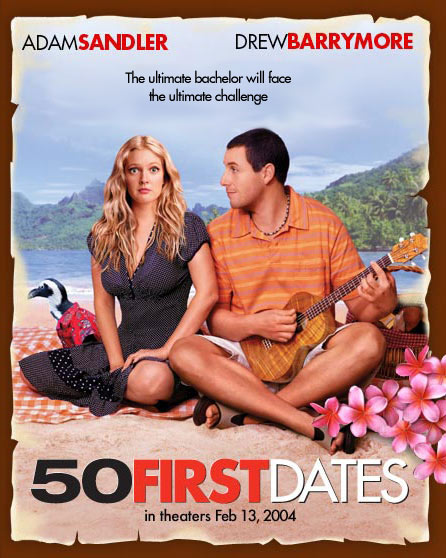 ADAMSANDLER DREWBARRYMORE
The ultimate bachelor will face
the ultimate challenge
50FIRSTDATES
in theaters Feb 13, 2004